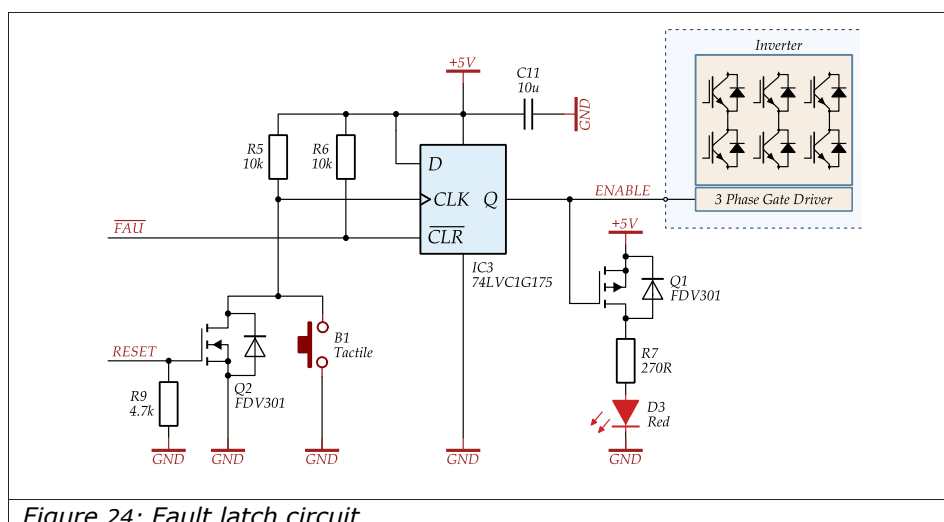 Inverter
+5V
C11
10u
GND
R5
10k
R6
10k
D
CLK
Q
CLR
ENABLE
3 Phase Gate Driver
FAU
+5V
IC3
74LVC1G175
Q1
FDV301
RESET
B1
Tactile
R7
270R
R9
4.7k
Q2
FDV301
D3
Red
GND
GND
GND
GND
GND
Figure 24: Fault latch circuit